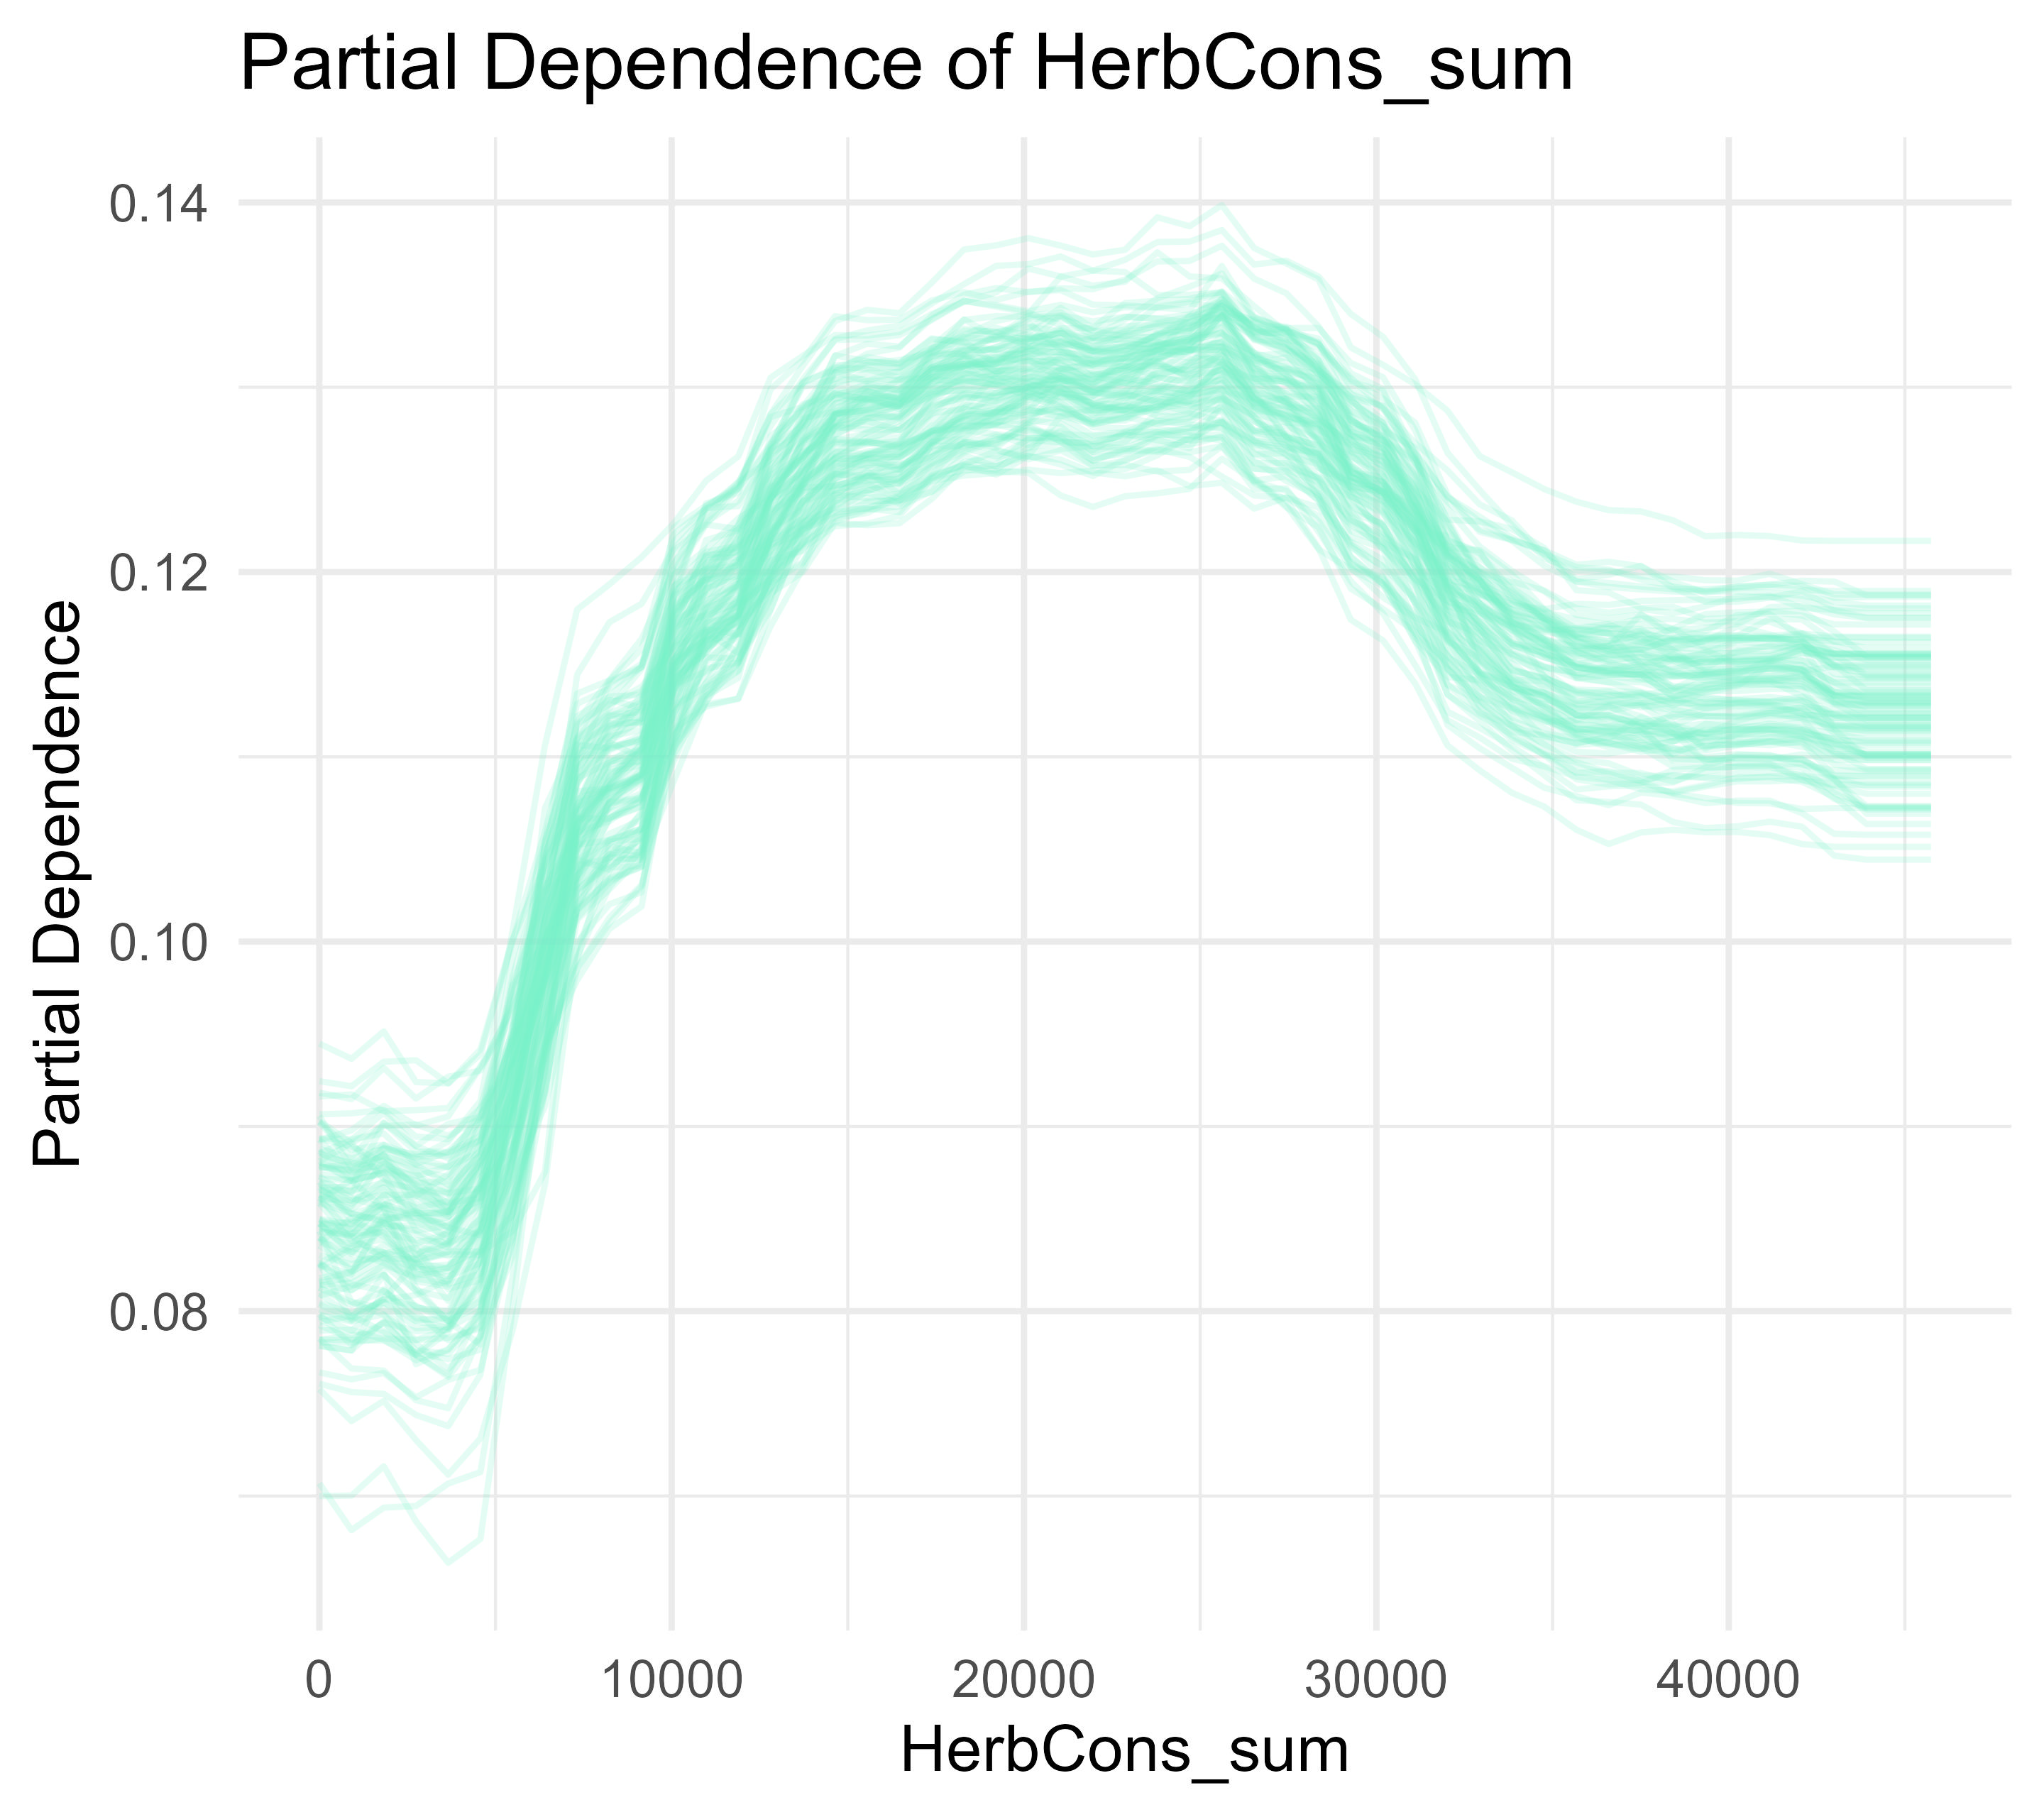 Partial Dependence of HerbCons_sum
Partial Dependence
0.14
0.12
0.10
0.08
0 10000 20000 30000 40000
HerbCons_sum